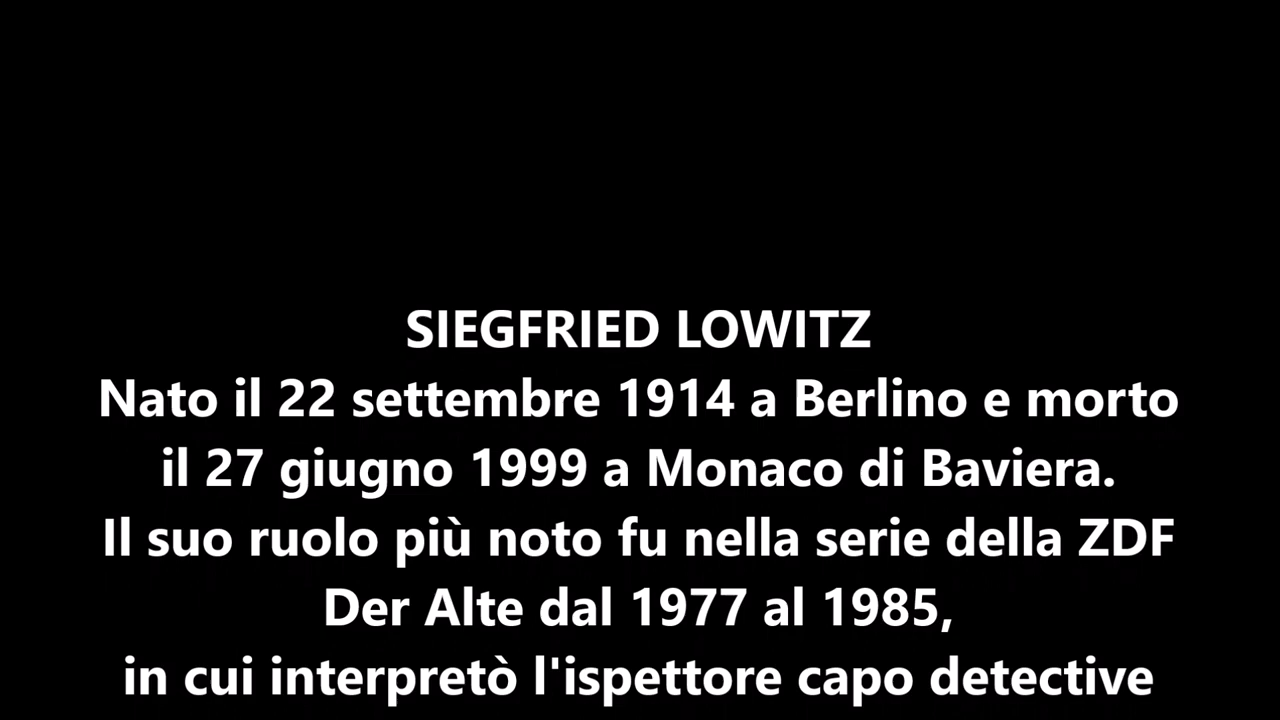 SIEGFRIED LOWITZ
Nato il 22 settembre 1914 a Berlino e morto
il 27 giugno 1999 a Monaco di Baviera.
Il suo ruolo più noto fu nella serie della ZDF
Der Alte dal 1977 al 1985,
in cui interpretò l'ispettore capo detective